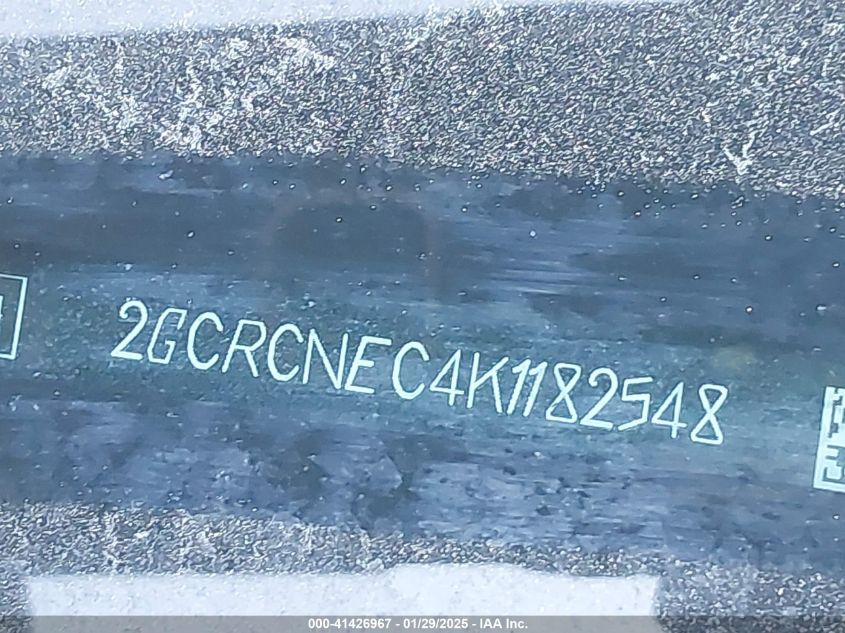 2GCRCNEC4K1182548
000-41426967 - 01/29/2025 - IAA Inc.